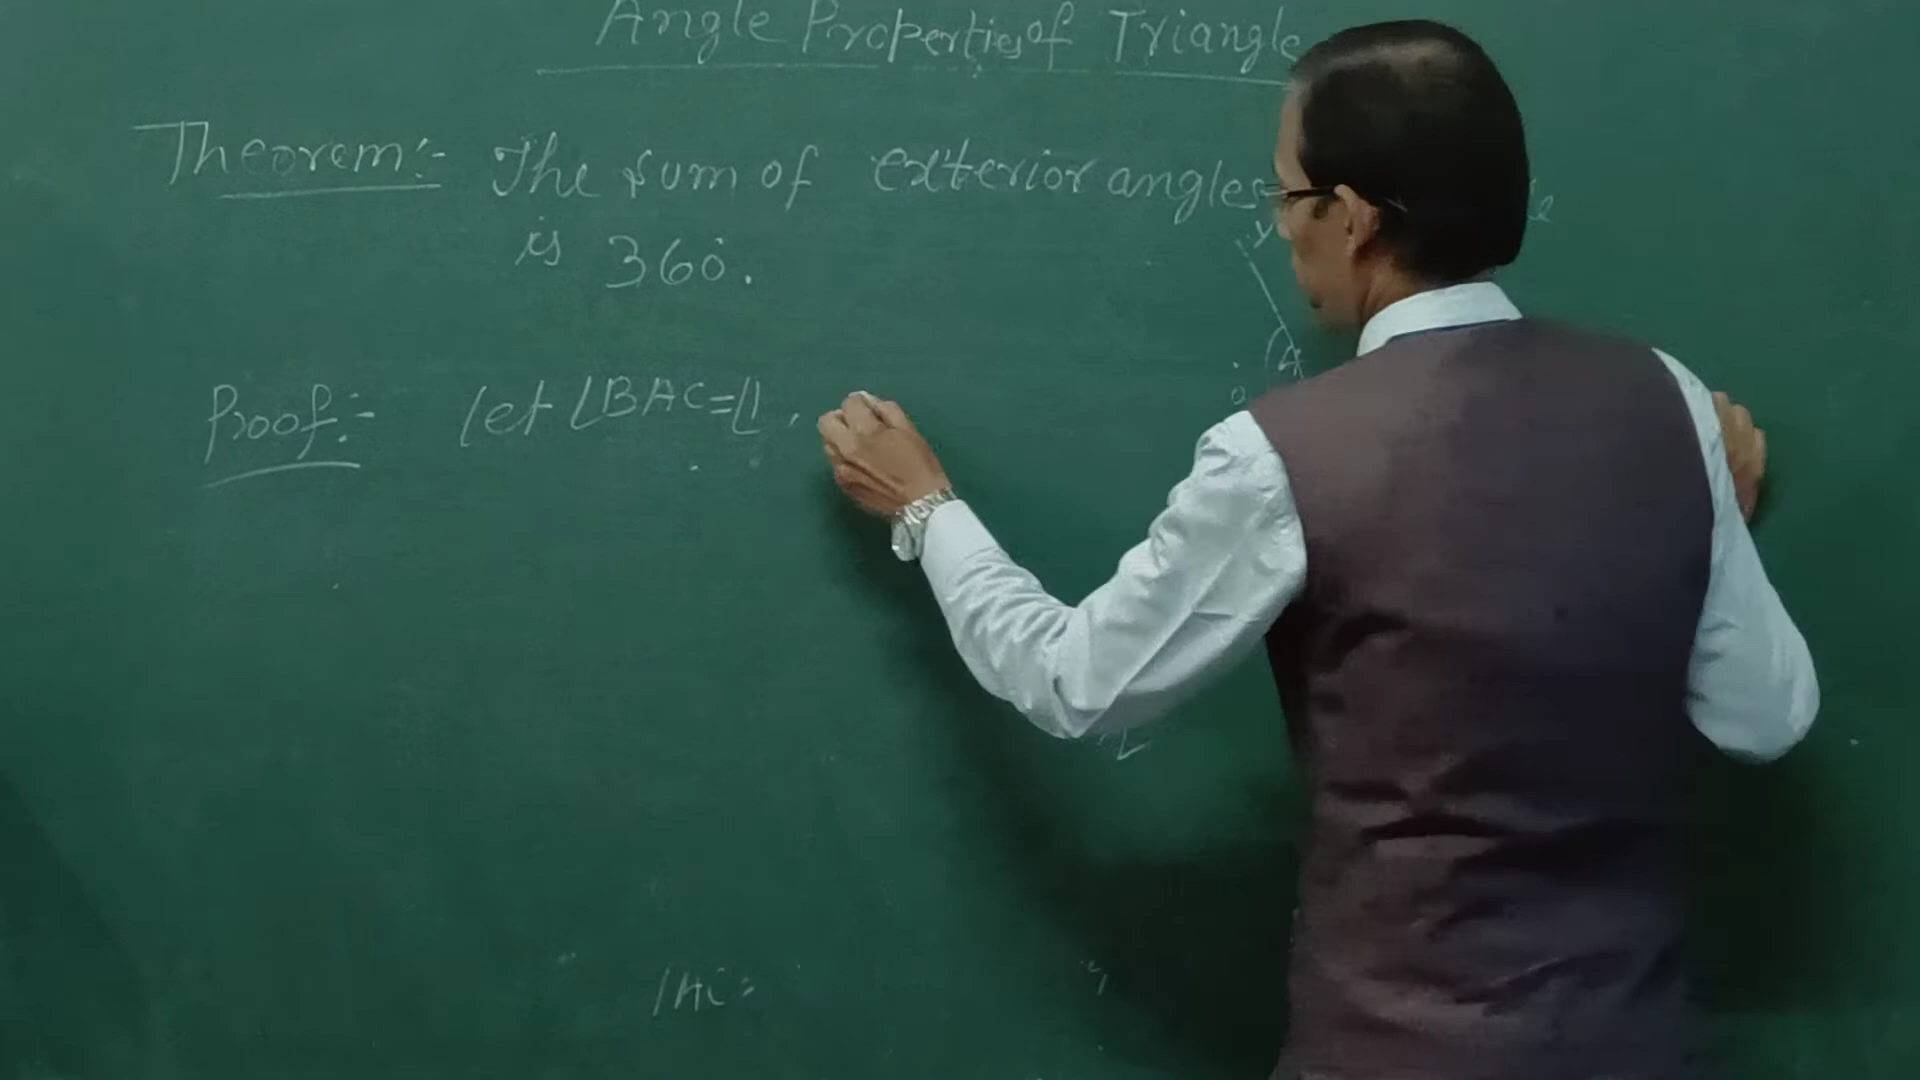 Angle Properties of Triangle
Theorem:- The sum of exterior angles
is 360°.
Y
A
Proof:- let ∠BAC=∠1,